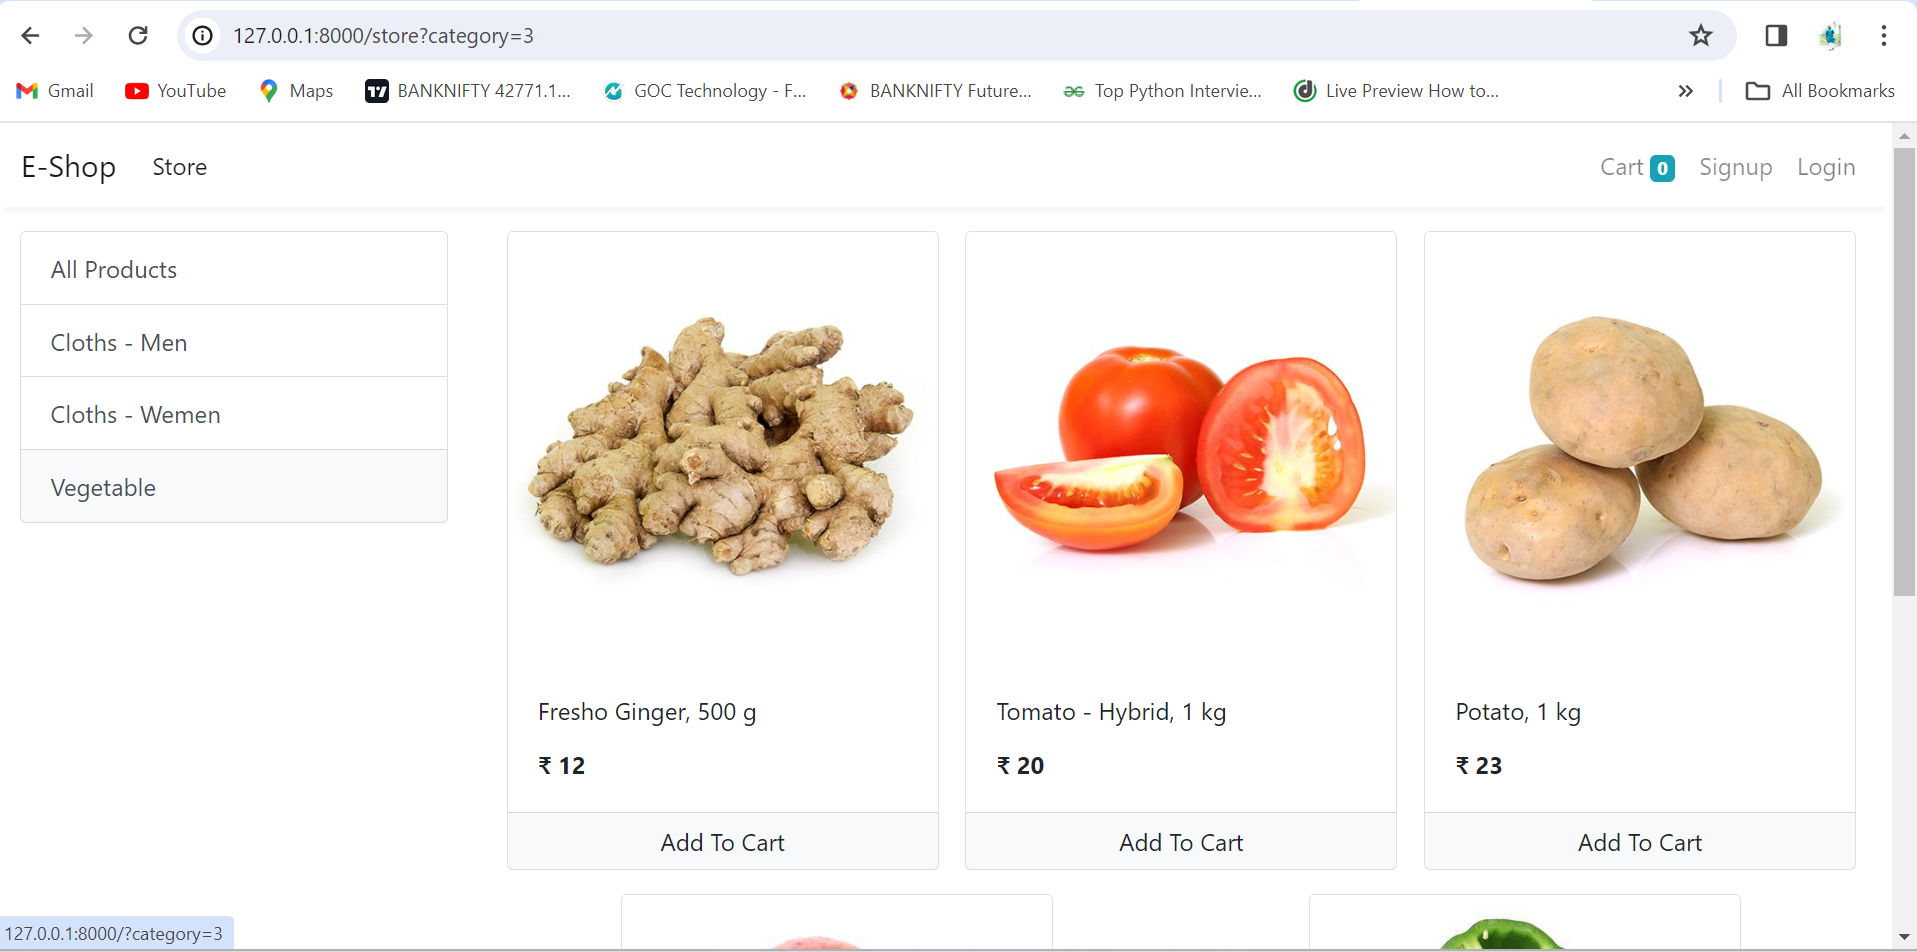 127.0.0.1:8000/store?category=3
Gmail YouTube Maps BANKNIFTY 42771.1... GOC Technology - F... BANKNIFTY Future... Top Python Intervie... Live Preview How to... » All Bookmarks
E-Shop Store Cart 0 Signup Login
All Products
Cloths - Men
Cloths - Wemen
Vegetable
Fresho Ginger, 500 g
₹ 12
Add To Cart
Tomato - Hybrid, 1 kg
₹ 20
Add To Cart
Potato, 1 kg
₹ 23
Add To Cart
127.0.0.1:8000/?category=3